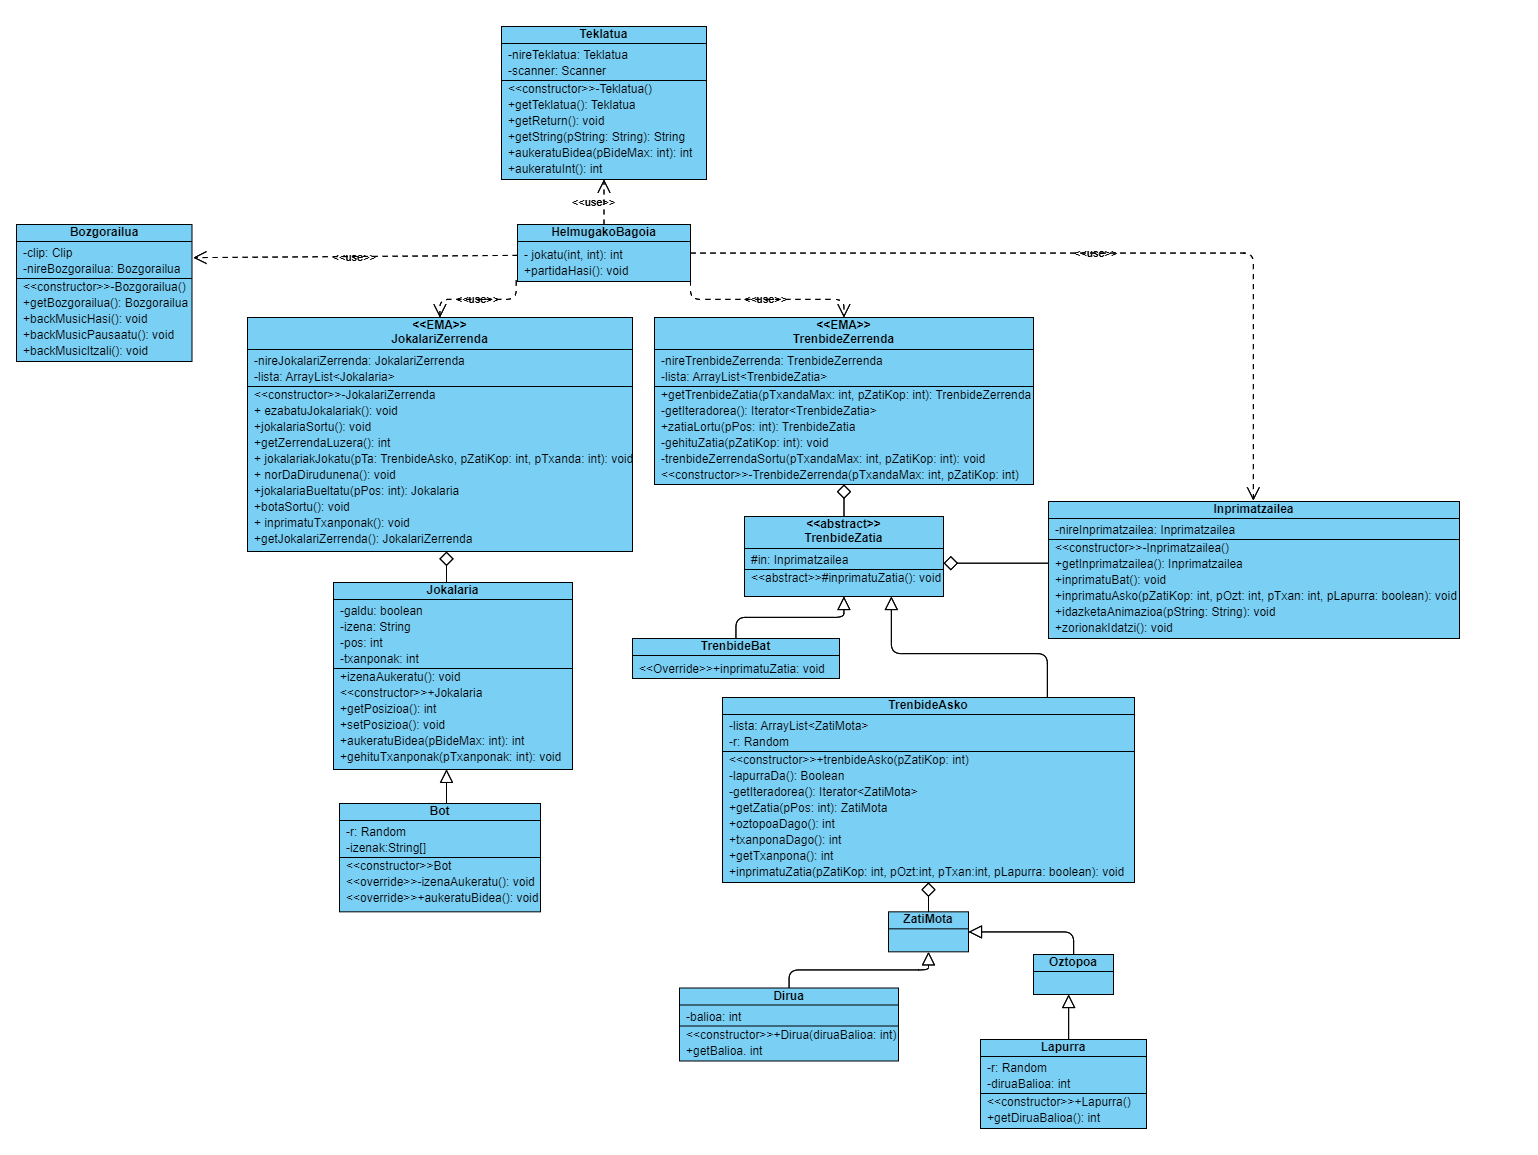 Teklatua
-nireTeklatua: Teklatua
-scanner: Scanner
<<constructor>>-Teklatua()
+getTeklatua(): Teklatua
+getReturn(): void
+getString(pString: String): String
+aukeratuBidea(pBideMax: int): int
+aukeratuInt(): int
<<use>>
Bozgorailua
-clip: Clip
-nireBozgorailua: Bozgorailua
<<constructor>>-Bozgorailua()
+getBozgorailua(): Bozgorailua
+backMusicHasi(): void
+backMusicPausaatu(): void
+backMusicItzali(): void
<<use>>
HelmugakoBagoia
- jokatu(int, int): int
+partidaHasi(): void
<<use>>
<<use>>
<<use>>
<<EMA>>
JokalariZerrenda
-nireJokalariZerrenda: JokalariZerrenda
-lista: ArrayList<Jokalaria>
<<constructor>>-JokalariZerrenda
+ ezabatuJokalariak(): void
+jokalariaSortu(): void
+getZerrendaLuzera(): int
+ jokalariakJokatu(pTa: TrenbideAsko, pZatiKop: int, pTxanda: int): void
+ norDaDirudunena(): void
+jokalariaBueltatu(pPos: int): Jokalaria
+botaSortu(): void
+ inprimatuTxanponak(): void
+getJokalariZerrenda(): JokalariZerrenda
<<EMA>>
TrenbideZerrenda
-nireTrenbideZerrenda: TrenbideZerrenda
-lista: ArrayList<TrenbideZatia>
+getTrenbideZatia(pTxandaMax: int, pZatiKop: int): TrenbideZerrenda
-getIteradorea(): Iterator<TrenbideZatia>
+zatiaLortu(pPos: int): TrenbideZatia
-gehituZatia(pZatiKop: int): void
-trenbideZerrendaSortu(pTxandaMax: int, pZatiKop: int): void
<<constructor>>-TrenbideZerrenda(pTxandaMax: int, pZatiKop: int)
<<abstract>>
TrenbideZatia
#in: Inprimatzailea
<<abstract>>#inprimatuZatia(): void
Inprimatzailea
-nireInprimatzailea: Inprimatzailea
<<constructor>>-Inprimatzailea()
+getInprimatzailea(): Inprimatzailea
+inprimatuBat(): void
+inprimatuAsko(pZatiKop: int, pOzt: int, pTxan: int, pLapurra: boolean): void
+idazketaAnimazioa(pString: String): void
+zorionakIdatzi(): void
Jokalaria
-galdu: boolean
-izena: String
-pos: int
-txanponak: int
+izenaAukeratu(): void
<<constructor>>+Jokalaria
+getPosizioa(): int
+setPosizioa(): void
+aukeratuBidea(pBideMax: int): int
+gehituTxanponak(pTxanponak: int): void
TrenbideBat
<<Override>>+inprimatuZatia: void
TrenbideAsko
-lista: ArrayList<ZatiMota>
-r: Random
<<constructor>>+trenbideAsko(pZatiKop: int)
-lapurraDa(): Boolean
-getIteradorea(): Iterator<ZatiMota>
+getZatia(pPos: int): ZatiMota
+oztopoaDago(): int
+txanponaDago(): int
+getTxanpona(): int
+inprimatuZatia(pZatiKop: int, pOzt:int, pTxan:int, pLapurra: boolean): void
Bot
-r: Random
-izenak:String[]
<<constructor>>Bot
<<override>>-izenaAukeratu(): void
<<override>>+aukeratuBidea(): void
ZatiMota
Oztopoa
Dirua
-balioa: int
<<constructor>>+Dirua(diruaBalioa: int)
+getBalioa. int
Lapurra
-r: Random
-diruaBalioa: int
<<constructor>>+Lapurra()
+getDiruaBalioa(): int